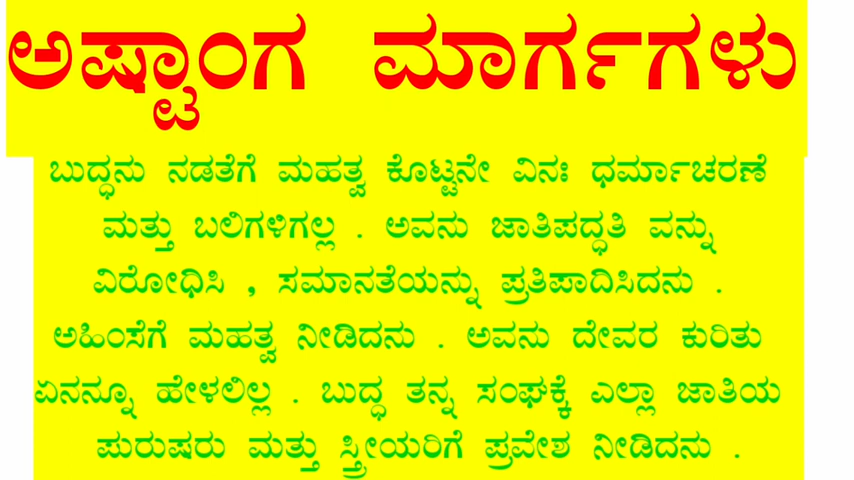 ಅಷ್ಟಾಂಗ ಮಾರ್ಗಗಳು
ಬುದ್ಧನು ನಡತೆಗೆ ಮಹತ್ವ ಕೊಟ್ಟನೇ ವಿನಃ ಧರ್ಮಾಚರಣೆ
ಮತ್ತು ಬಲಿಗಳಿಗಲ್ಲ . ಅವನು ಜಾತಿಪದ್ಧತಿ ವನ್ನು
ವಿರೋಧಿಸಿ , ಸಮಾನತೆಯನ್ನು ಪ್ರತಿಪಾದಿಸಿದನು .
ಅಹಿಂಸೆಗೆ ಮಹತ್ವ ನೀಡಿದನು . ಅವನು ದೇವರ ಕುರಿತು
ಏನನ್ನೂ ಹೇಳಲಿಲ್ಲ . ಬುದ್ಧ ತನ್ನ ಸಂಘಕ್ಕೆ ಎಲ್ಲಾ ಜಾತಿಯ
ಪುರುಷರು ಮತ್ತು ಸ್ತ್ರೀಯರಿಗೆ ಪ್ರವೇಶ ನೀಡಿದನು .